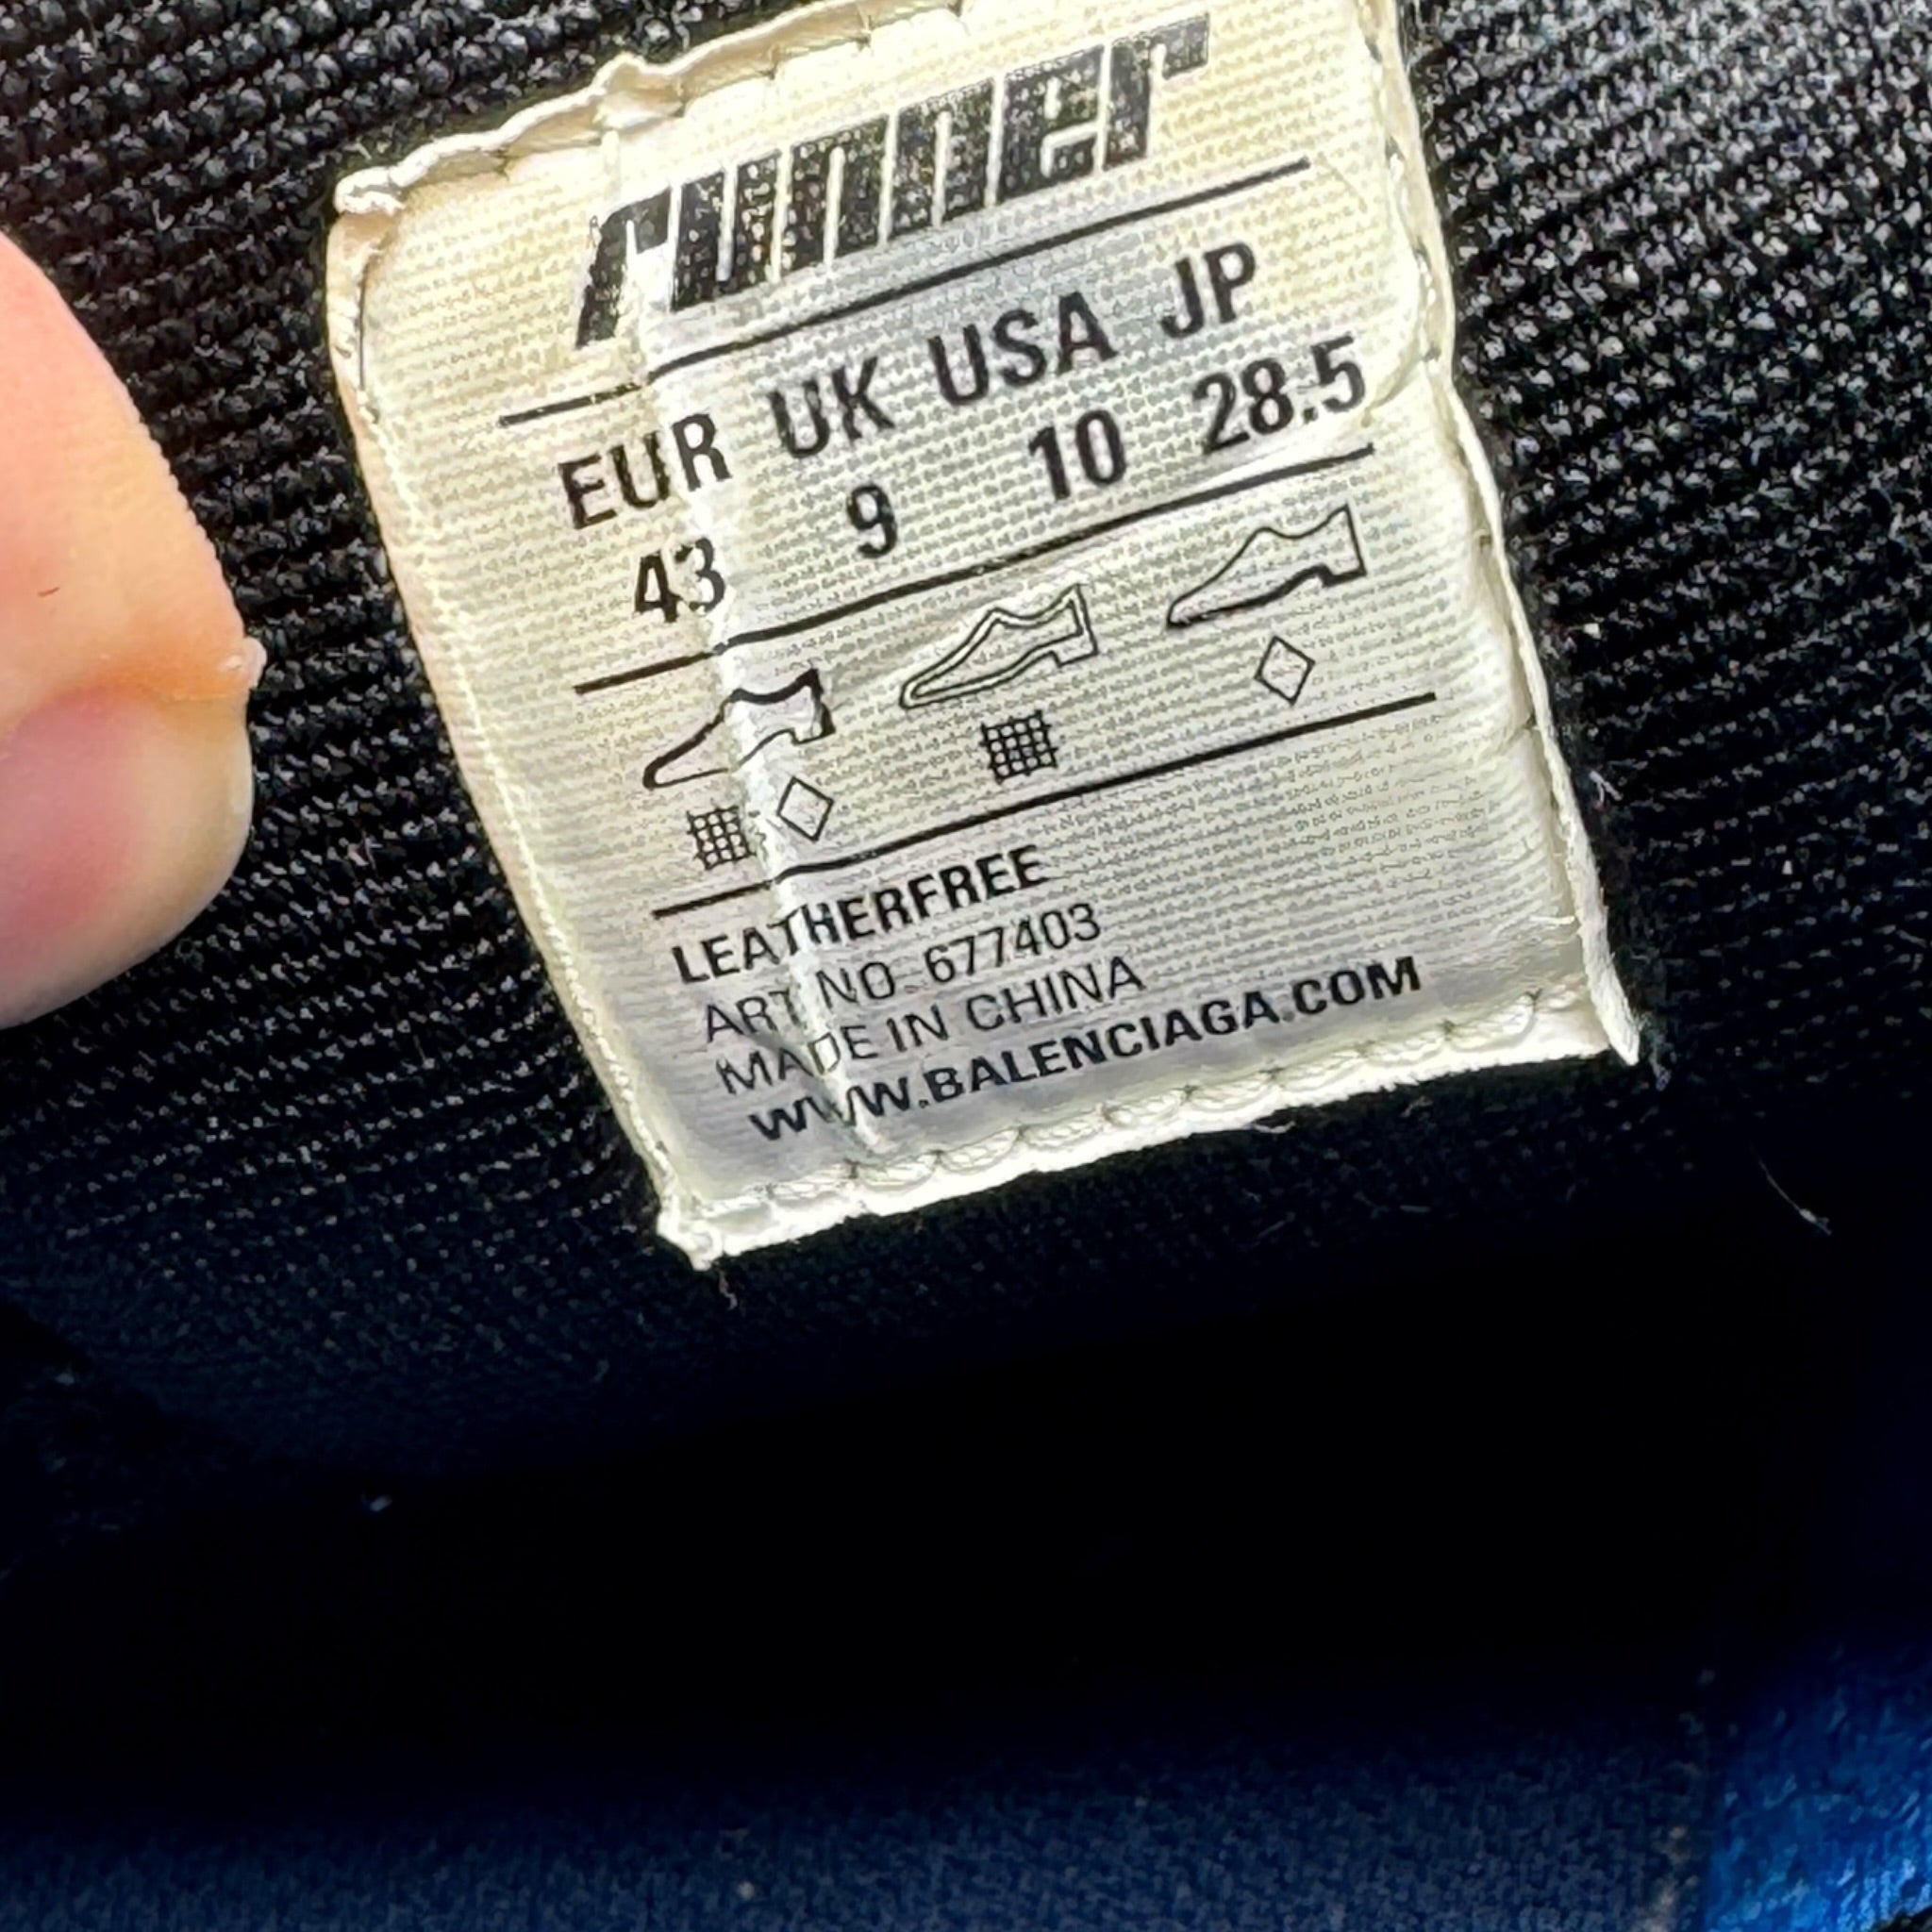 runner
EUR UK USA JP
43 9 10 28.5
LEATHERFREE
ART NO. 677403
MADE IN CHINA
WWW.BALENCIAGA.COM